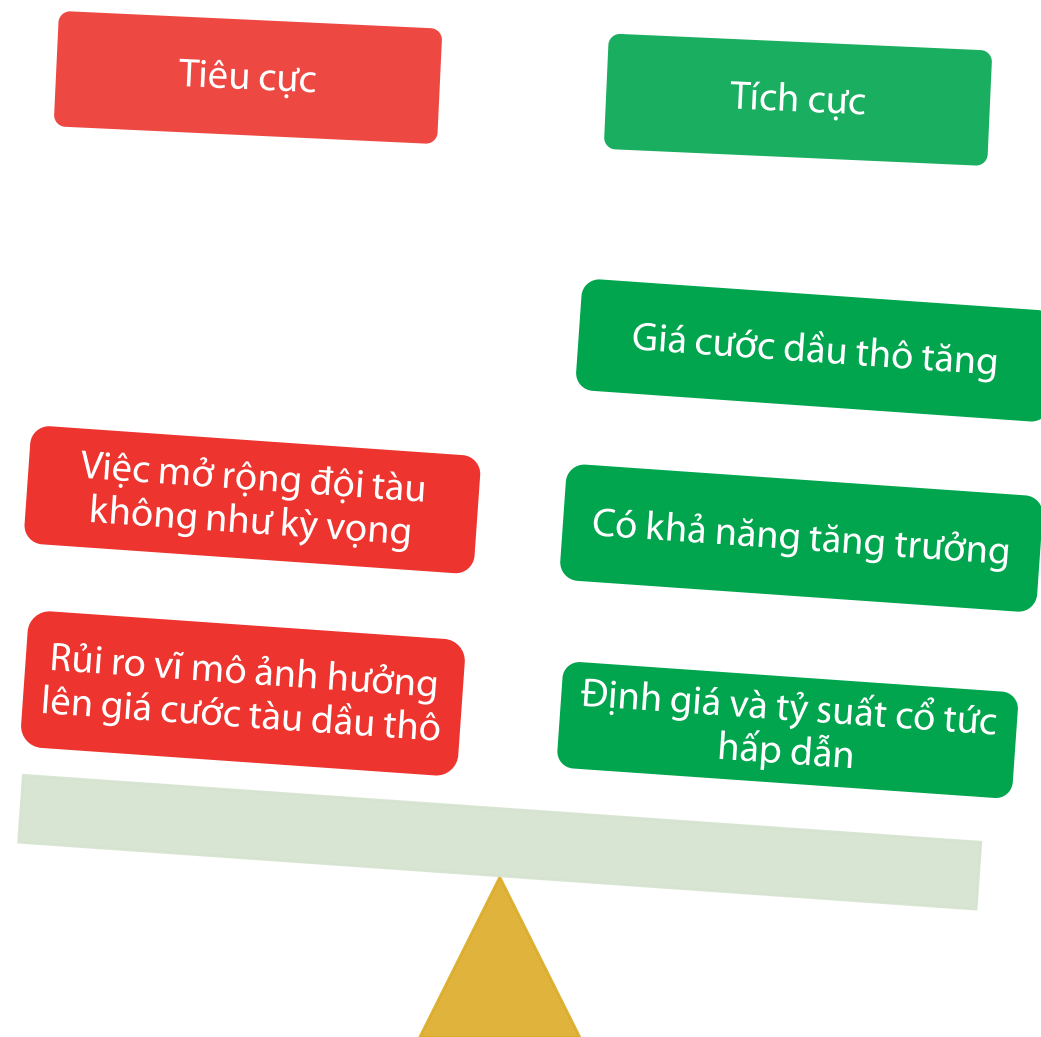 Tiêu cực
Tích cực
Giá cước dầu thô tăng
Việc mở rộng đội tàu
không như kỳ vọng
Có khả năng tăng trưởng
Rủi ro vĩ mô ảnh hưởng
lên giá cước tàu dầu thô
Định giá và tỷ suất cổ tức
hấp dẫn